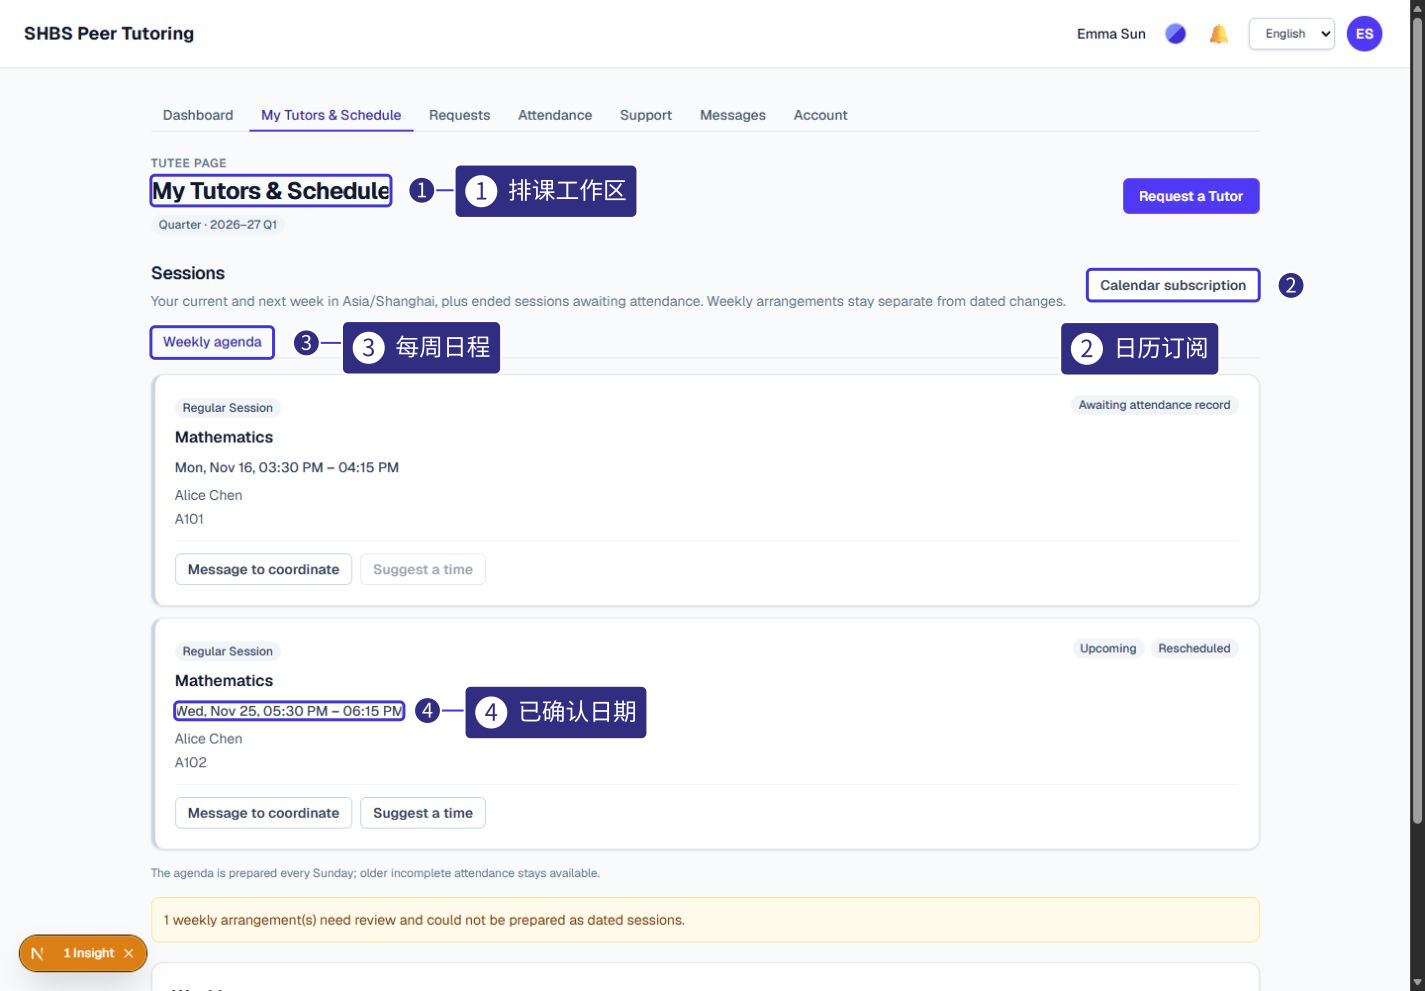 SHBS Peer Tutoring
Emma Sun
English
ES
Dashboard
My Tutors & Schedule
Requests
Attendance
Support
Messages
Account
TUTEE PAGE
My Tutors & Schedule
1
1 排课工作区
Request a Tutor
Quarter · 2026–27 Q1
Sessions
Your current and next week in Asia/Shanghai, plus ended sessions awaiting attendance. Weekly arrangements stay separate from dated changes.
Calendar subscription
2
Weekly agenda
3
3 每周日程
2 日历订阅
Regular Session
Awaiting attendance record
Mathematics
Mon, Nov 16, 03:30 PM – 04:15 PM
Alice Chen
A101
Message to coordinate
Suggest a time
Regular Session
Upcoming
Rescheduled
Mathematics
Wed, Nov 25, 05:30 PM – 06:15 PM
4
4 已确认日期
Alice Chen
A102
Message to coordinate
Suggest a time
The agenda is prepared every Sunday; older incomplete attendance stays available.
1 weekly arrangement(s) need review and could not be prepared as dated sessions.
N 1 Insight ×